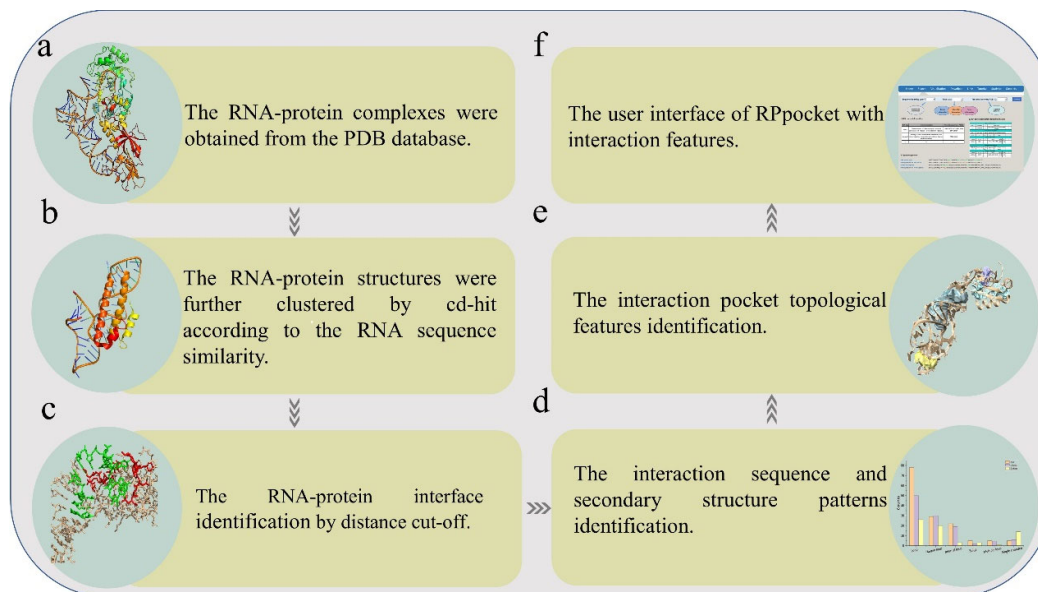 a
The RNA-protein complexes were
obtained from the PDB database.
b
The RNA-protein structures were
further clustered by cd-hit
according to the RNA sequence
similarity.
c
The RNA-protein interface
identification by distance cut-off.
d
The interaction sequence and
secondary structure patterns
identification.
e
The interaction pocket topological
features identification.
f
The user interface of RPpocket with
interaction features.